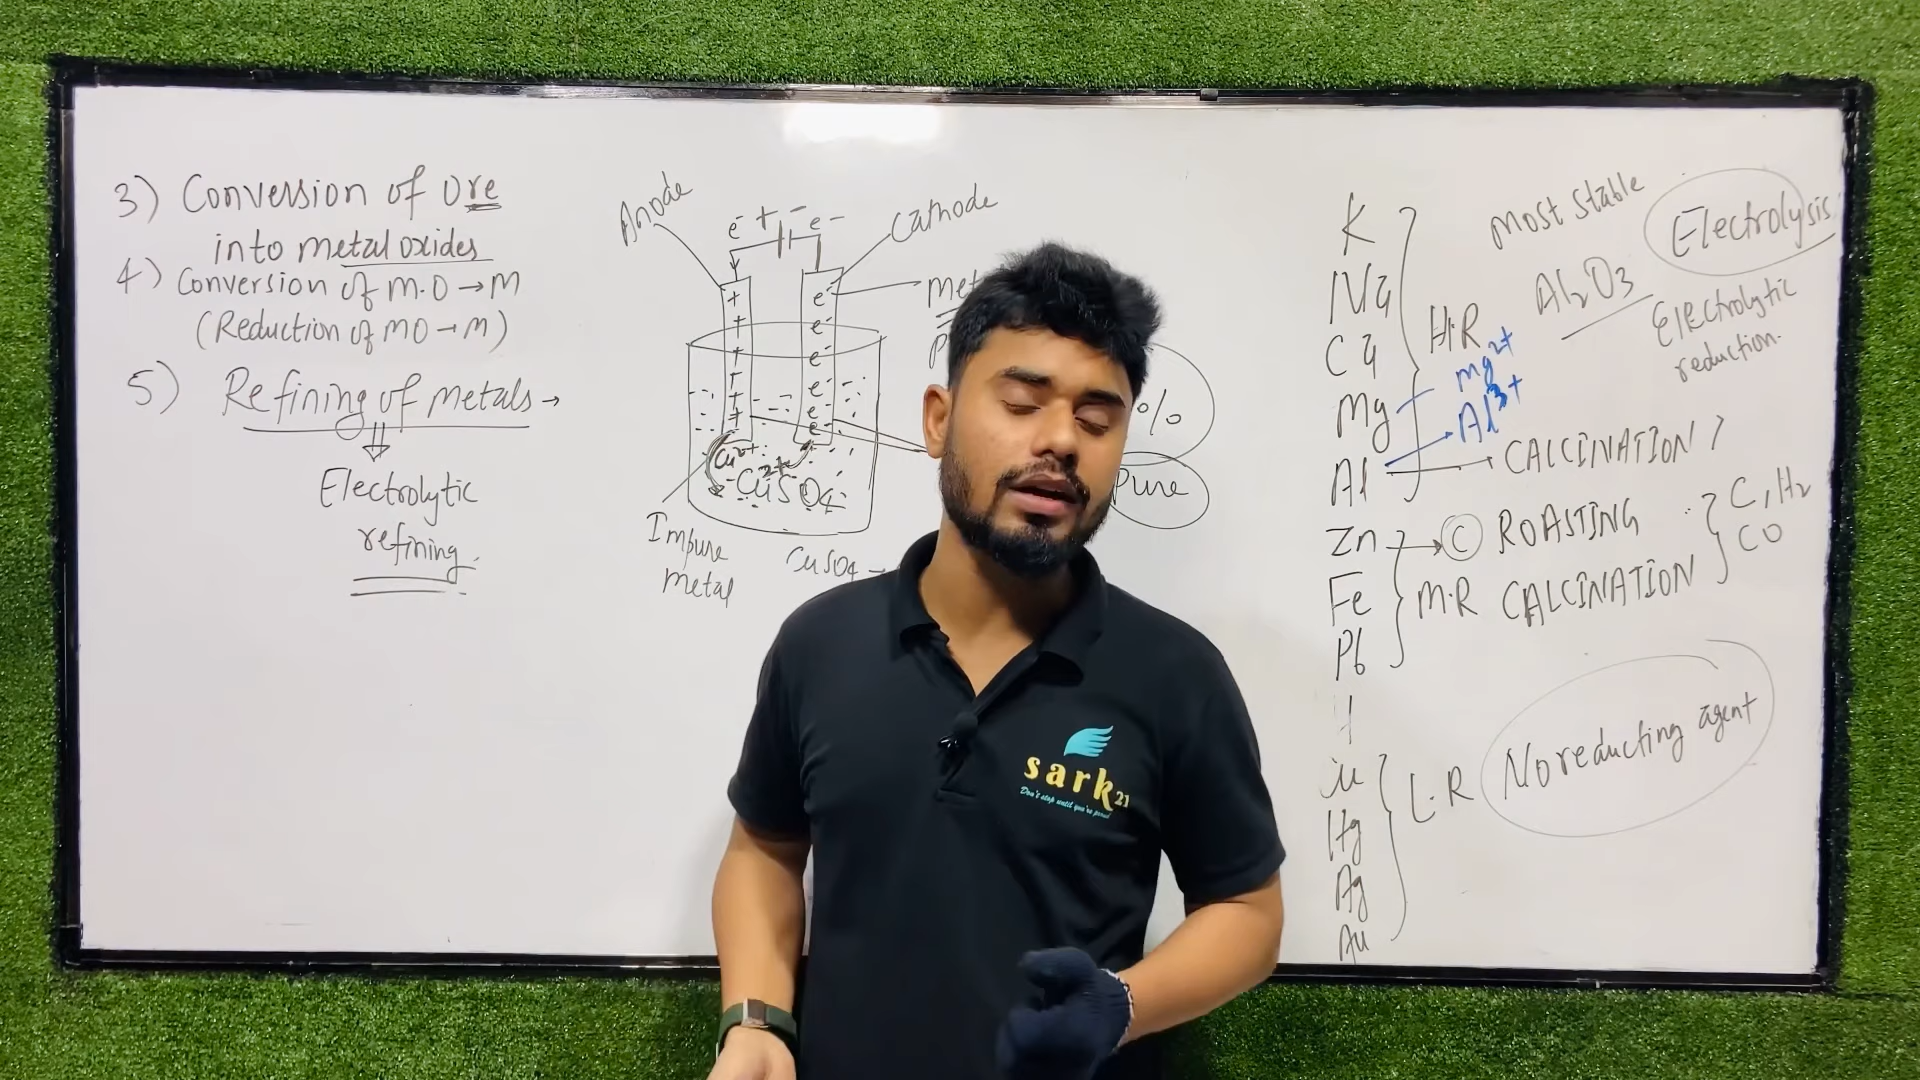 3) Conversion of Ore
into metal oxides
4) Conversion of M.O → M
(Reduction of MO → M)
5) Refining of metals →
⇓
Electrolytic
refining.
Anode
Cathode
e⁻ + - e⁻
met
Cu²⁺
Cu²⁺
CuSO₄
Impure
metal
CuSO₄ →
%
Pure
K
Na
Ca
Mg
Al
Zn
Fe
Pb
Hg
Ag
Au
H.R
Mg²⁺
Al³⁺
Most stable
Al₂O₃
Electrolysis
Electrolytic
reduction.
CALCINATION
© ROASTING
M.R CALCINATION
C, H₂
CO
L.R No reducting agent
sark21
Don't stop until you're proud